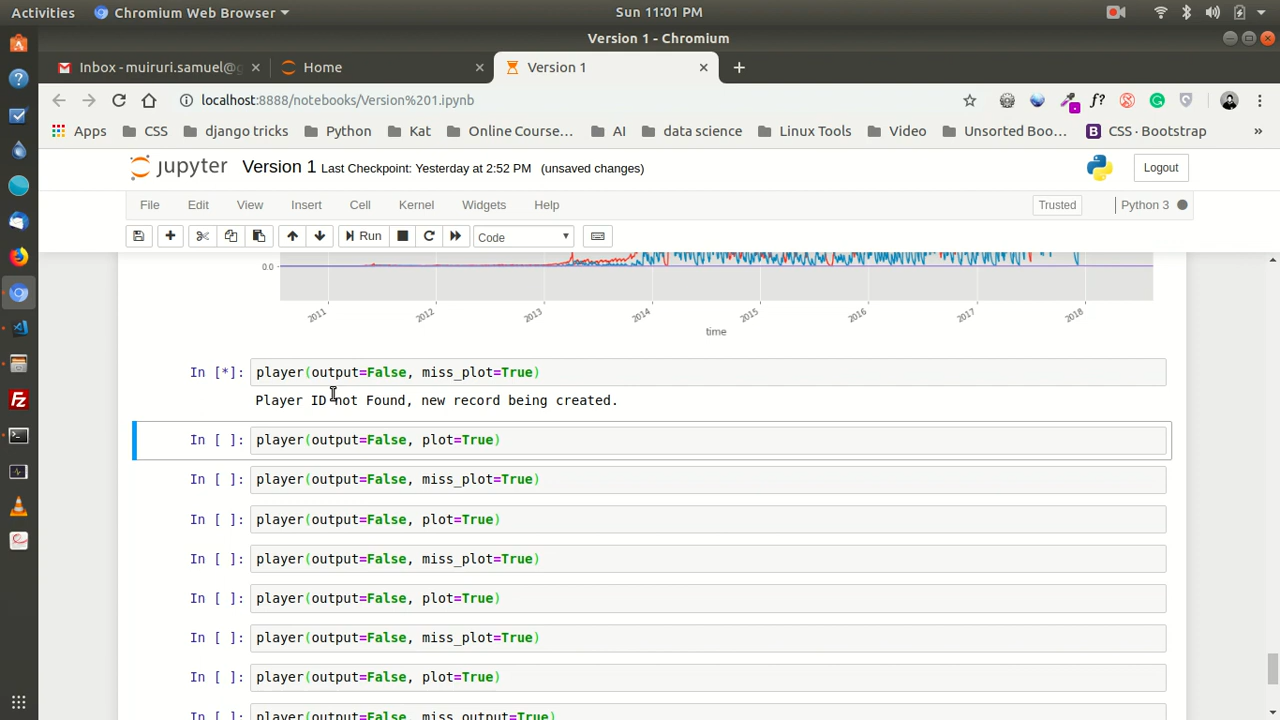 Activities Chromium Web Browser Sun 11:01 PM
Version 1 - Chromium
Inbox - muiruri.samuel@g Home Version 1
localhost:8888/notebooks/Version%201.ipynb
Apps CSS django tricks Python Kat Online Course... AI data science Linux Tools Video Unsorted Boo... CSS · Bootstrap »
jupyter Version 1 Last Checkpoint: Yesterday at 2:52 PM (unsaved changes) Logout
File Edit View Insert Cell Kernel Widgets Help Trusted Python 3
Run Code
0.0
2011 2012 2013 2014 2015 2016 2017 2018
time
In [*]: player(output=False, miss_plot=True)
Player ID not Found, new record being created.
In [ ]: player(output=False, plot=True)
In [ ]: player(output=False, miss_plot=True)
In [ ]: player(output=False, plot=True)
In [ ]: player(output=False, miss_plot=True)
In [ ]: player(output=False, plot=True)
In [ ]: player(output=False, miss_plot=True)
In [ ]: player(output=False, plot=True)
In [ ]: player(output=False, miss_output=True)